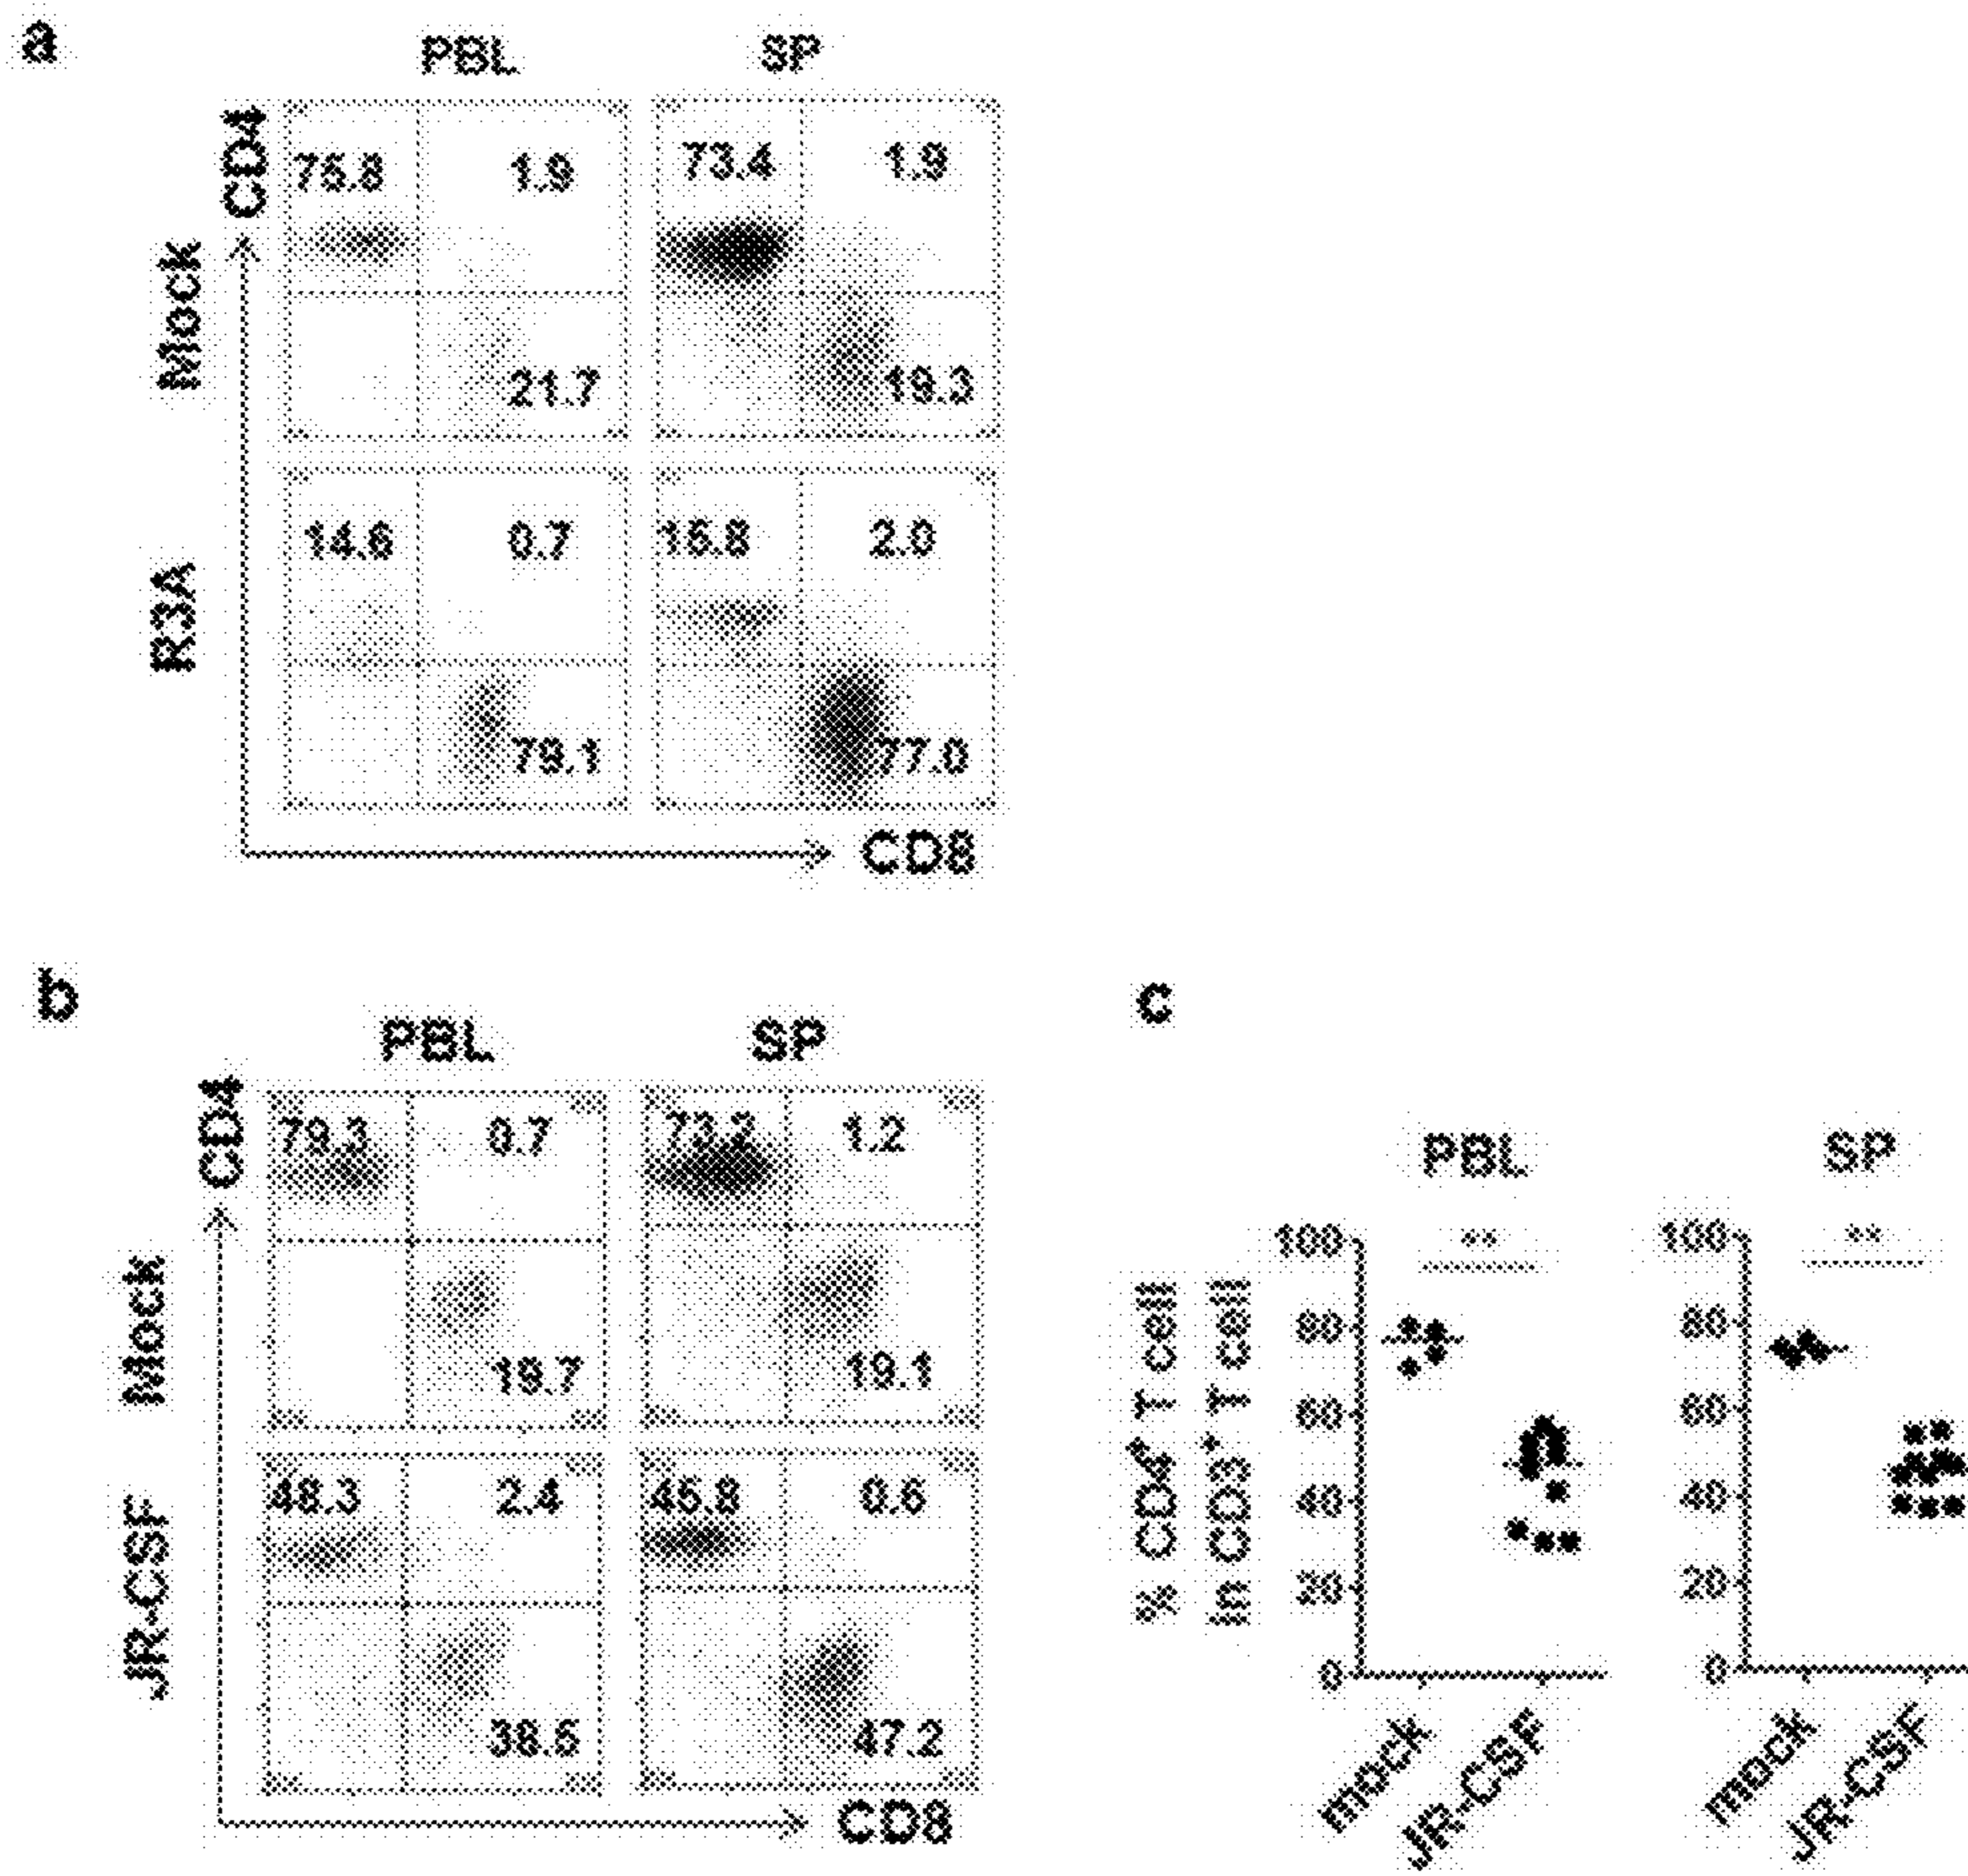 a
PBL
SP
CD4
Mock
75.8
1.9
73.4
1.9
21.7
19.3
R3A
14.6
0.7
15.8
2.0
79.1
77.0
CD8
b
PBL
SP
CD4
Mock
79.3
0.7
73.2
1.2
19.7
19.1
JR-CSF
48.3
2.4
45.8
0.6
38.5
47.2
CD8
c
PBL
SP
% CD4+ T cell
in CD3+ T cell
100
**
80
60
40
20
0
mock
JR-CSF
100
**
80
60
40
20
0
mock
JR-CSF